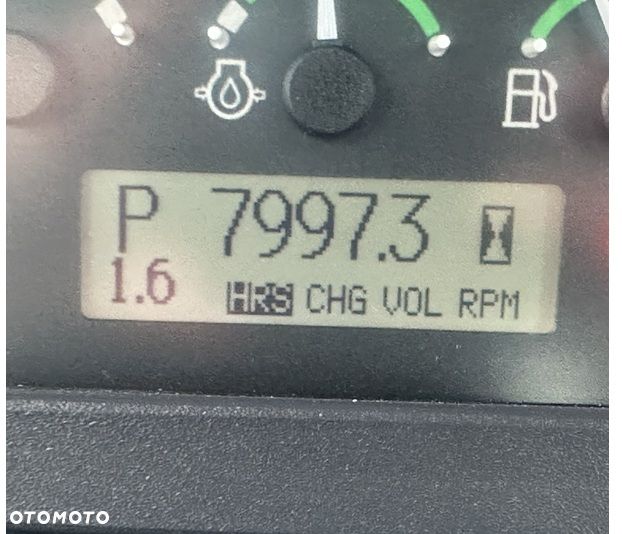 P 7997.3
1.6 HRS CHG VOL RPM
OTOMOTO